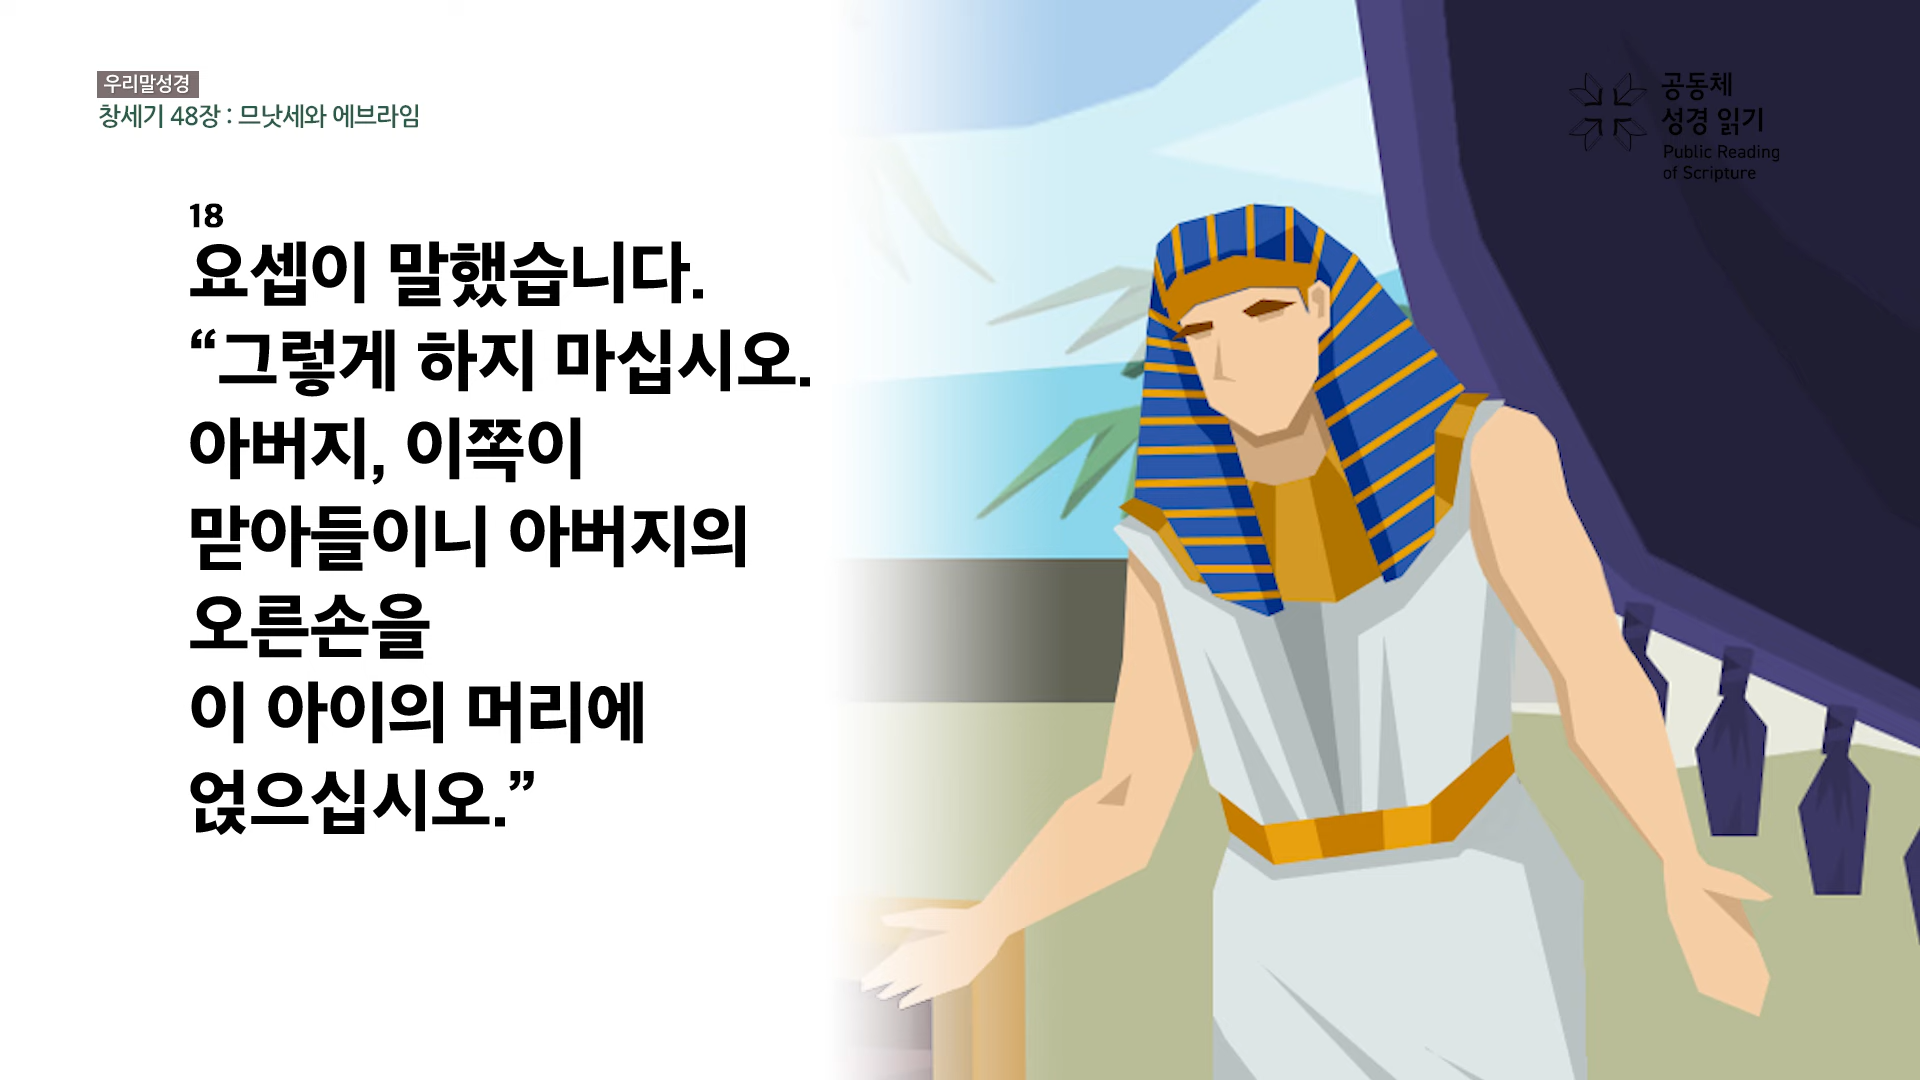 우리말성경
창세기 48장 : 므낫세와 에브라임
공동체
성경 읽기
Public Reading
of Scripture
18
요셉이 말했습니다.
“그렇게 하지 마십시오.
아버지, 이쪽이
맏아들이니 아버지의
오른손을
이 아이의 머리에
얹으십시오.”